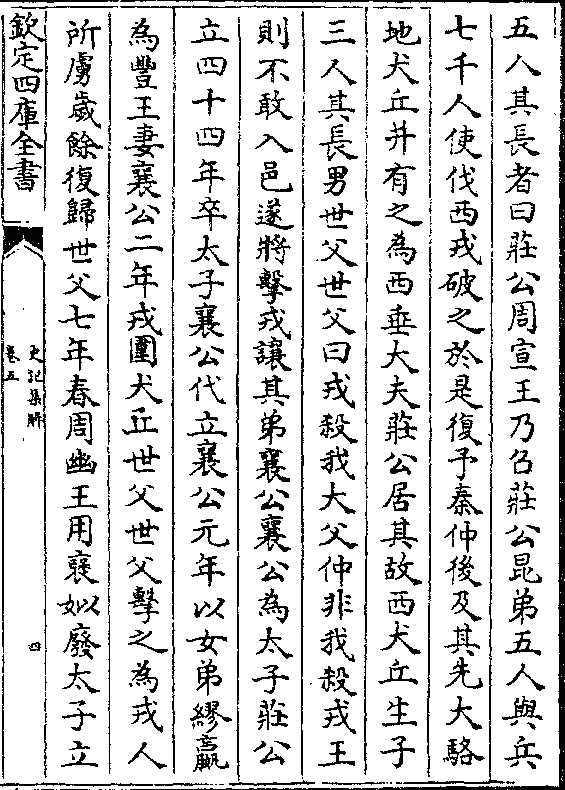 五人其長者曰莊公周宣王乃召莊公昆弟五人與兵
七千人使伐西戎破之於是復予秦仲後及其先大駱
地犬丘并有之為西垂大夫莊公居其故西犬丘生子
三人其長男世父世父曰戎殺我大父仲非我殺戎王
則不敢入邑遂將擊戎讓其弟襄公襄公為太子莊公
立四十四年卒太子襄公代立襄公元年以女弟繆嬴
為豐王妻襄公二年戎圍犬丘世父世父擊之為戎人
所虜歲餘復歸世父七年春周幽王用襃姒廢太子立
欽定四庫全書
史記集解
卷五
四